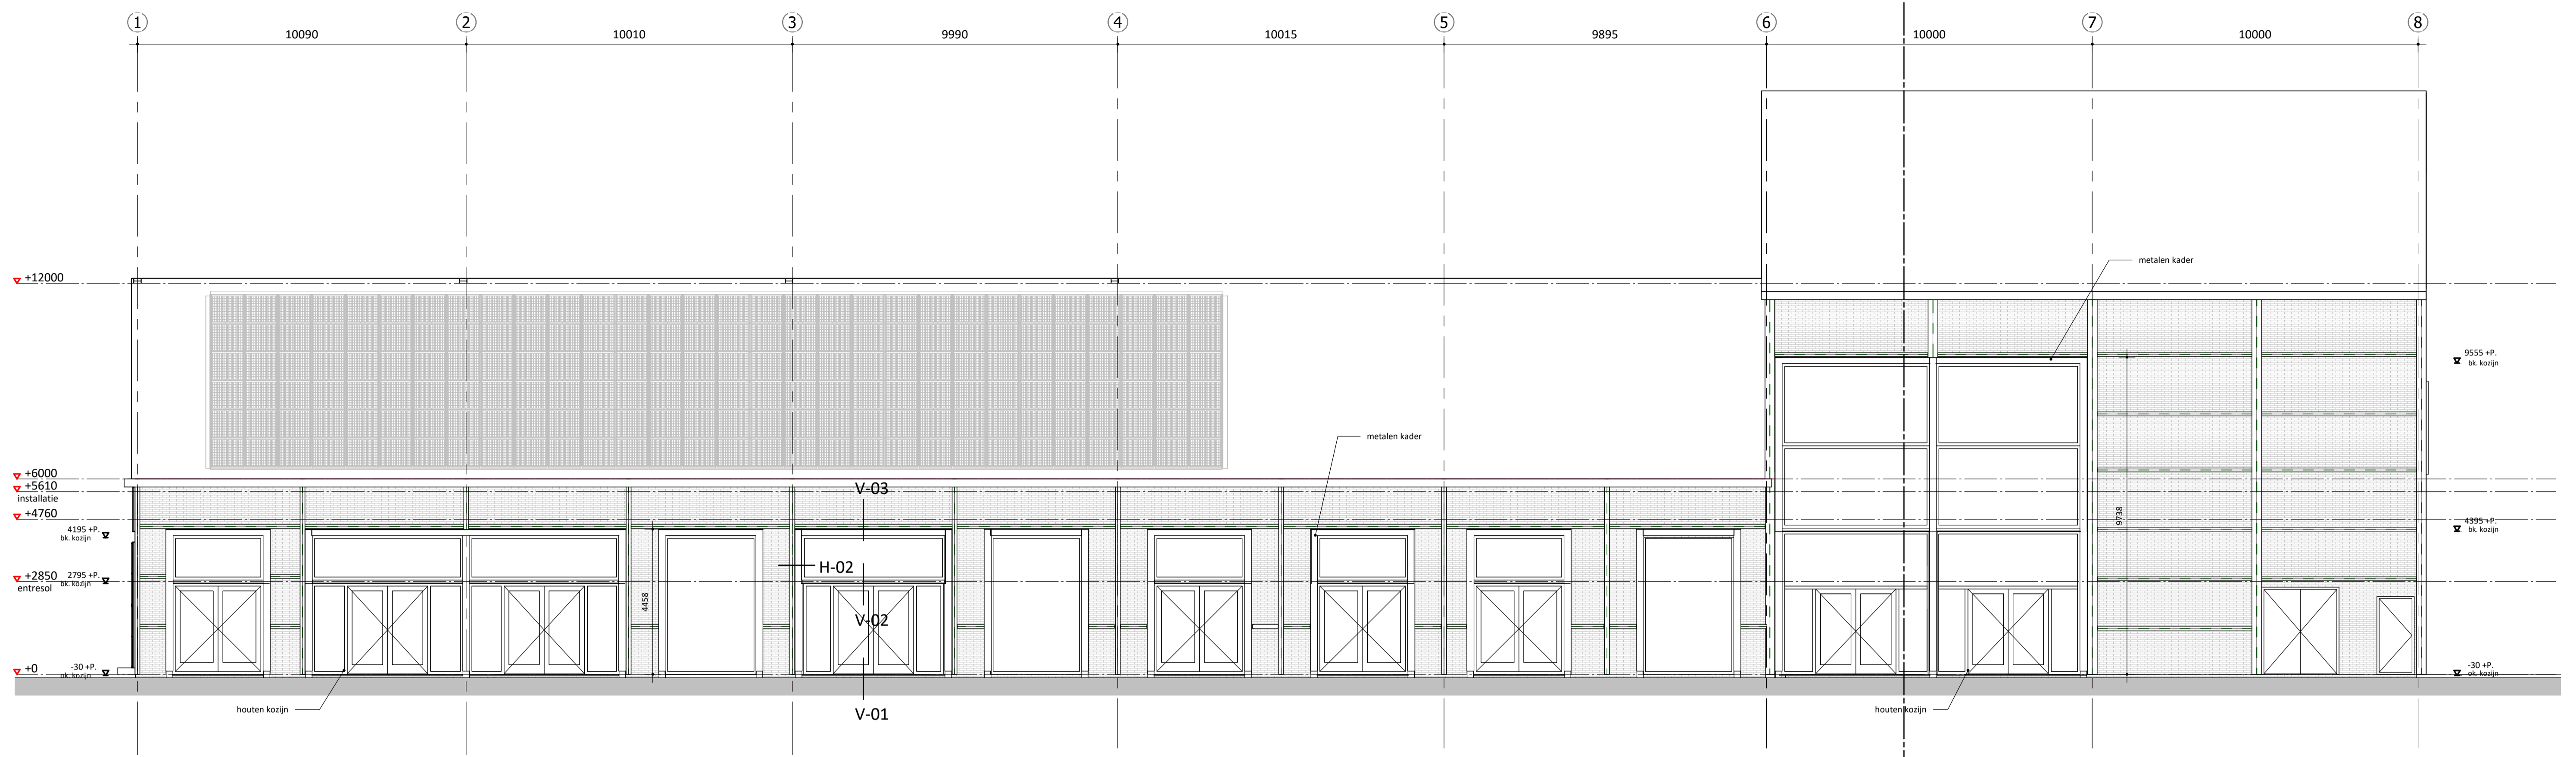 1 2 3 4 5 6 7 8
10090 10010 9990 10015 9895 10000 10000
metalen kader
+12000
9555 +P.
bk. kozijn
metalen kader
+6000
+5610
installatie
V-03
+4760
9738
4195 +P.
bk. kozijn
4395 +P.
bk. kozijn
H-02
+2850
entresol
2795 +P.
bk. kozijn
4458
V-02
+0
-30 +P.
ok. kozijn
-30 +P.
ok. kozijn
houten kozijn
V-01
houten kozijn